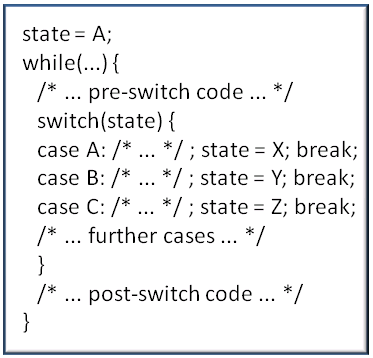 state = A;
while(...) {
/* ... pre-switch code ... */
switch(state) {
case A: /* ... */ ; state = X; break;
case B: /* ... */ ; state = Y; break;
case C: /* ... */ ; state = Z; break;
/* ... further cases ... */
}
/* ... post-switch code ... */
}